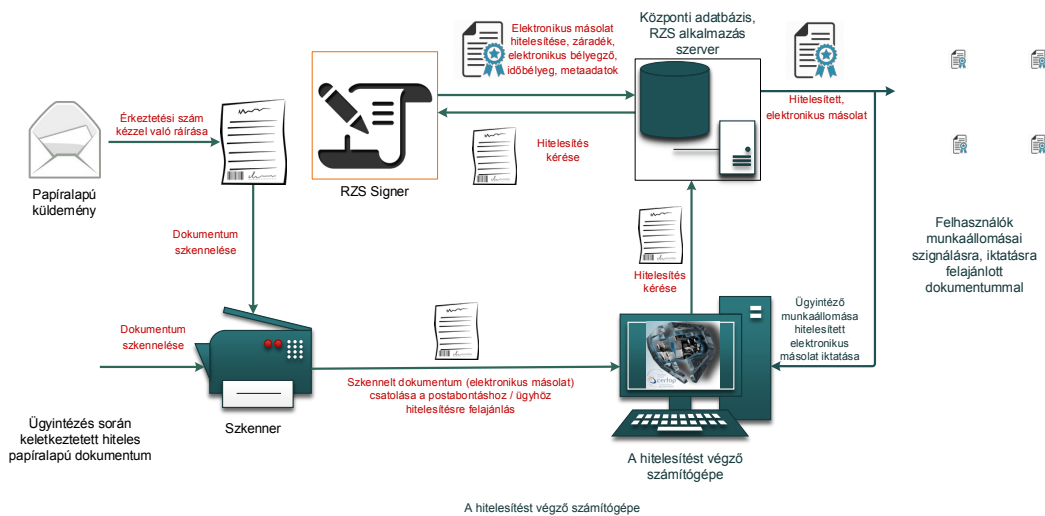 Elektronikus másolat
hitelesítése, záradék,
elektronikus bélyegző,
időbélyeg, metaadatok
Központi adatbázis,
RZS alkalmazás
szerver
Érkeztetési szám
kézzel való ráírása
Hitelesítés
kérése
Hitelesített,
elektronikus másolat
Papíralapú
küldemény
RZS Signer
Dokumentum
szkennelése
Hitelesítés
kérése
Felhasználók
munkaállomásai
szignálásra, iktatásra
felajánlott
dokumentummal
Dokumentum
szkennelése
Ügyintéző
munkaállomása
hitelesített
elektronikus
másolat iktatása
Szkennelt dokumentum (elektronikus másolat)
csatolása a postabontáshoz / ügyhöz
hitelesítésre felajánlás
Ügyintézés során
keletkeztetett hiteles
papíralapú dokumentum
Szkenner
A hitelesítést végző
számítógépe
A hitelesítést végző számítógépe